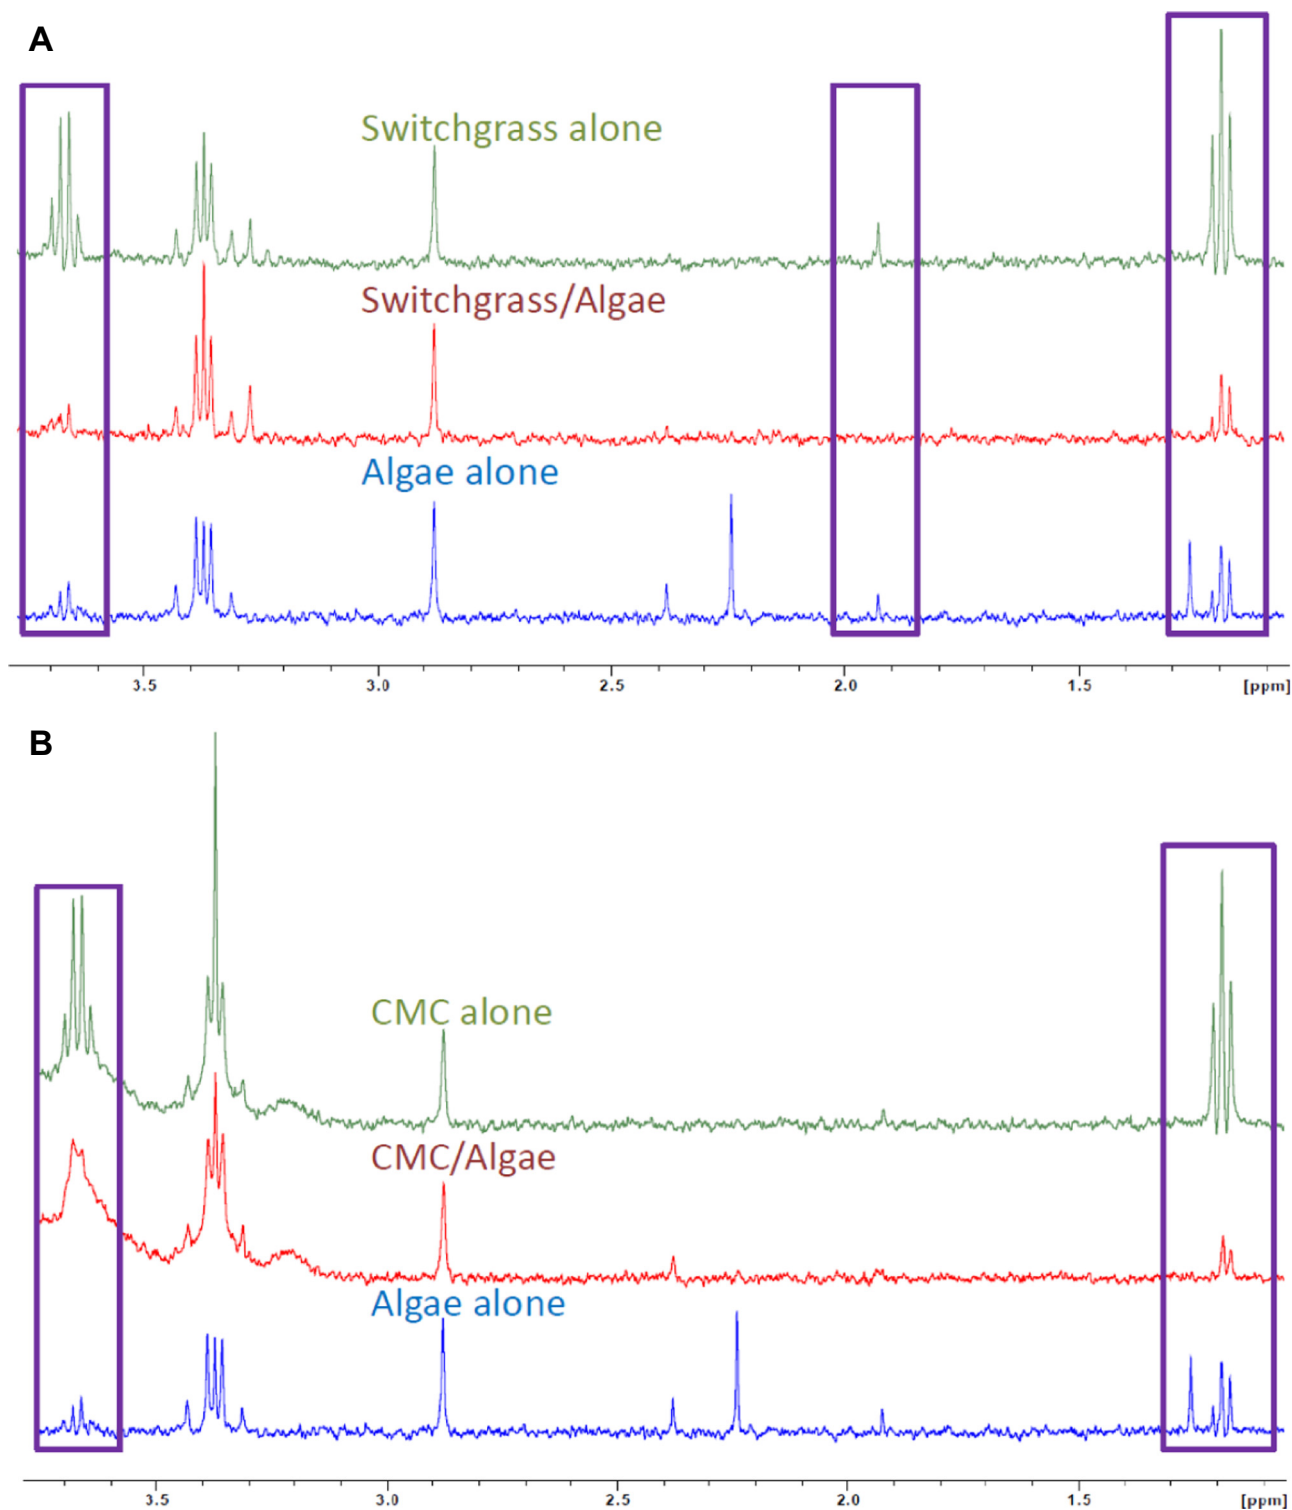 A
Switchgrass alone
Switchgrass/Algae
Algae alone
3.5 3.0 2.5 2.0 1.5 [ppm]
B
CMC alone
CMC/Algae
Algae alone
3.5 3.0 2.5 2.0 1.5 [ppm]